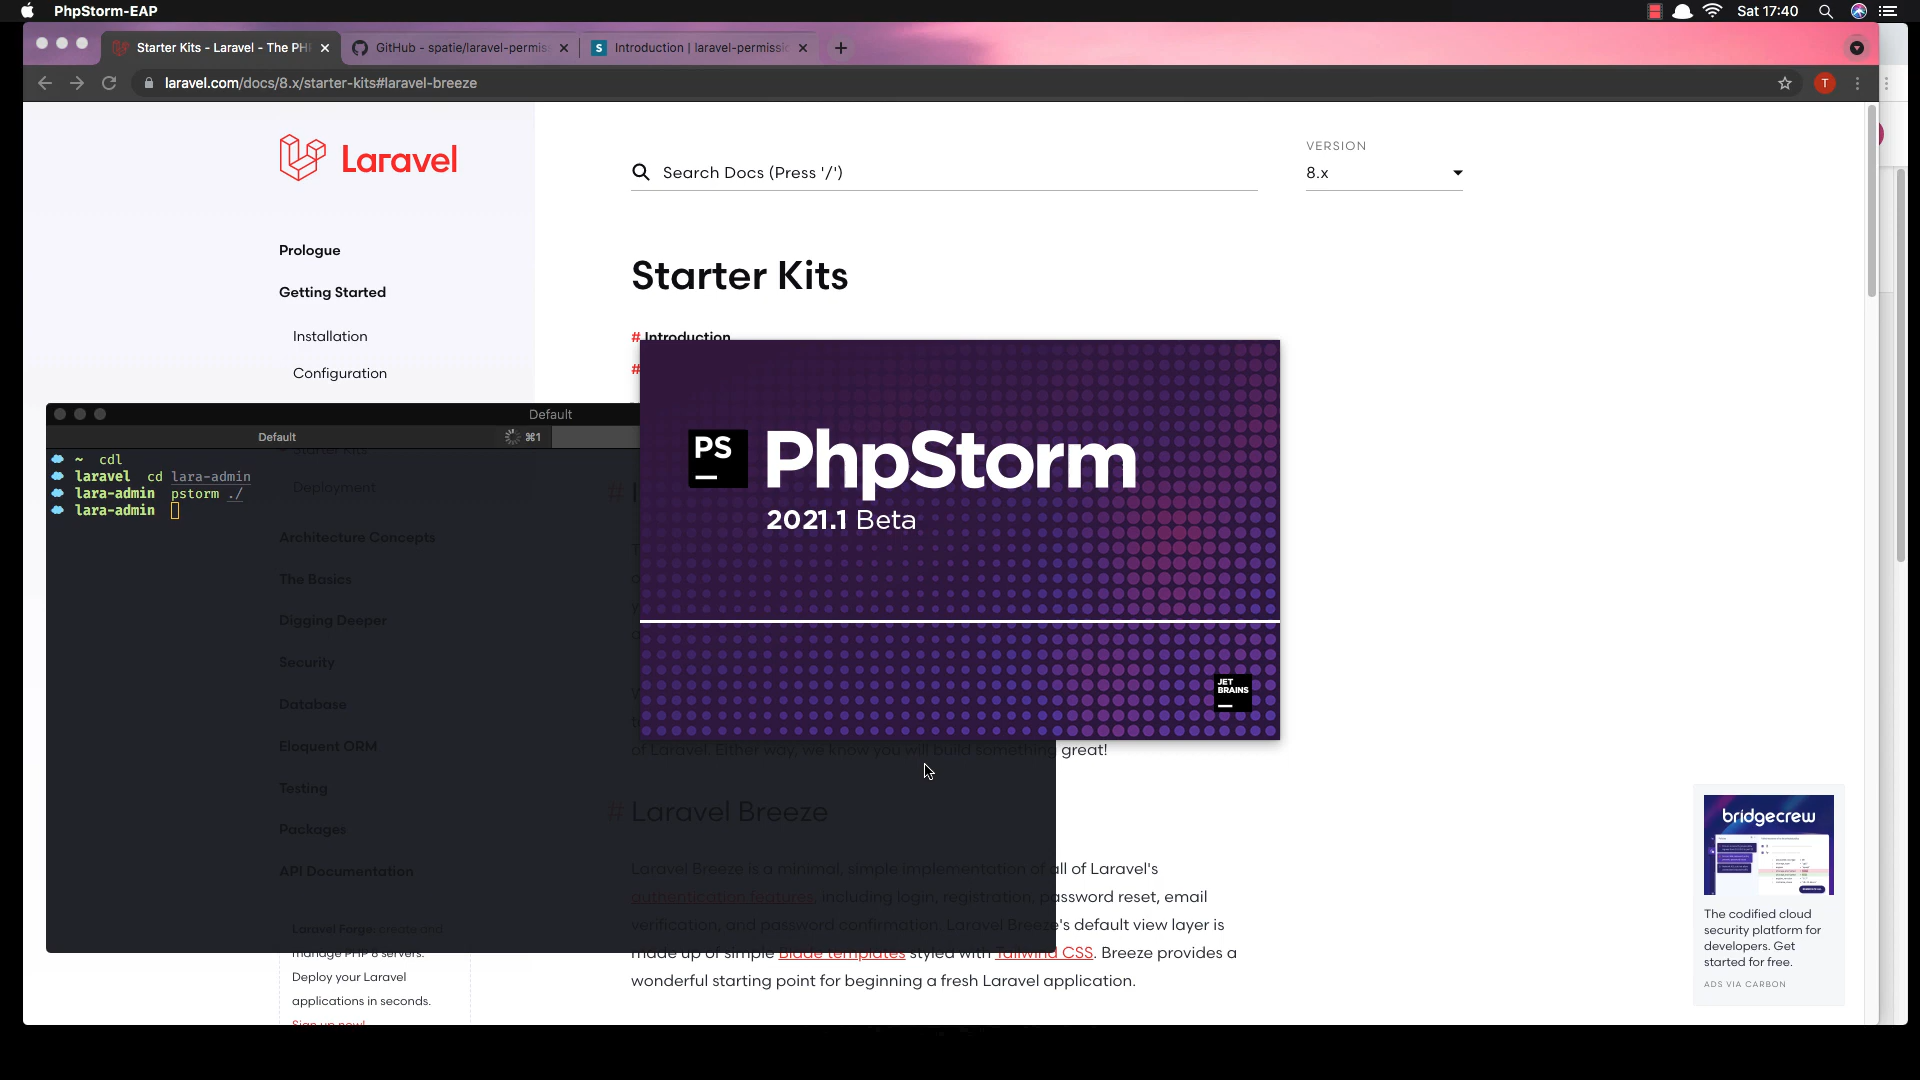 PhpStorm-EAP
Sat 17:40
Starter Kits - Laravel - The PH
GitHub - spatie/laravel-permiss
S
Introduction | laravel-permissi
laravel.com/docs/8.x/starter-kits#laravel-breeze
T
Laravel
Search Docs (Press '/')
VERSION
8.x
Prologue
Getting Started
Installation
Configuration
Starter Kits
# Introduction
#
Default
Default
⌘1
~ cdl
laravel cd lara-admin
lara-admin pstorm ./
lara-admin
Starter Kits
Deployment
Architecture Concepts
The Basics
Digging Deeper
Security
Database
Eloquent ORM
Testing
Packages
API Documentation
Laravel Forge: create and
manage PHP 8 servers.
Deploy your Laravel
applications in seconds.
Sign up now!
PS
PhpStorm
2021.1 Beta
JET
BRAINS
of Laravel. Either way, we know you will build something great!
# Laravel Breeze
Laravel Breeze is a minimal, simple implementation of all of Laravel's
authentication features, including login, registration, password reset, email
verification, and password confirmation. Laravel Breeze's default view layer is
made up of simple Blade templates styled with Tailwind CSS. Breeze provides a
wonderful starting point for beginning a fresh Laravel application.
bridgecrew
The codified cloud
security platform for
developers. Get
started for free.
ADS VIA CARBON